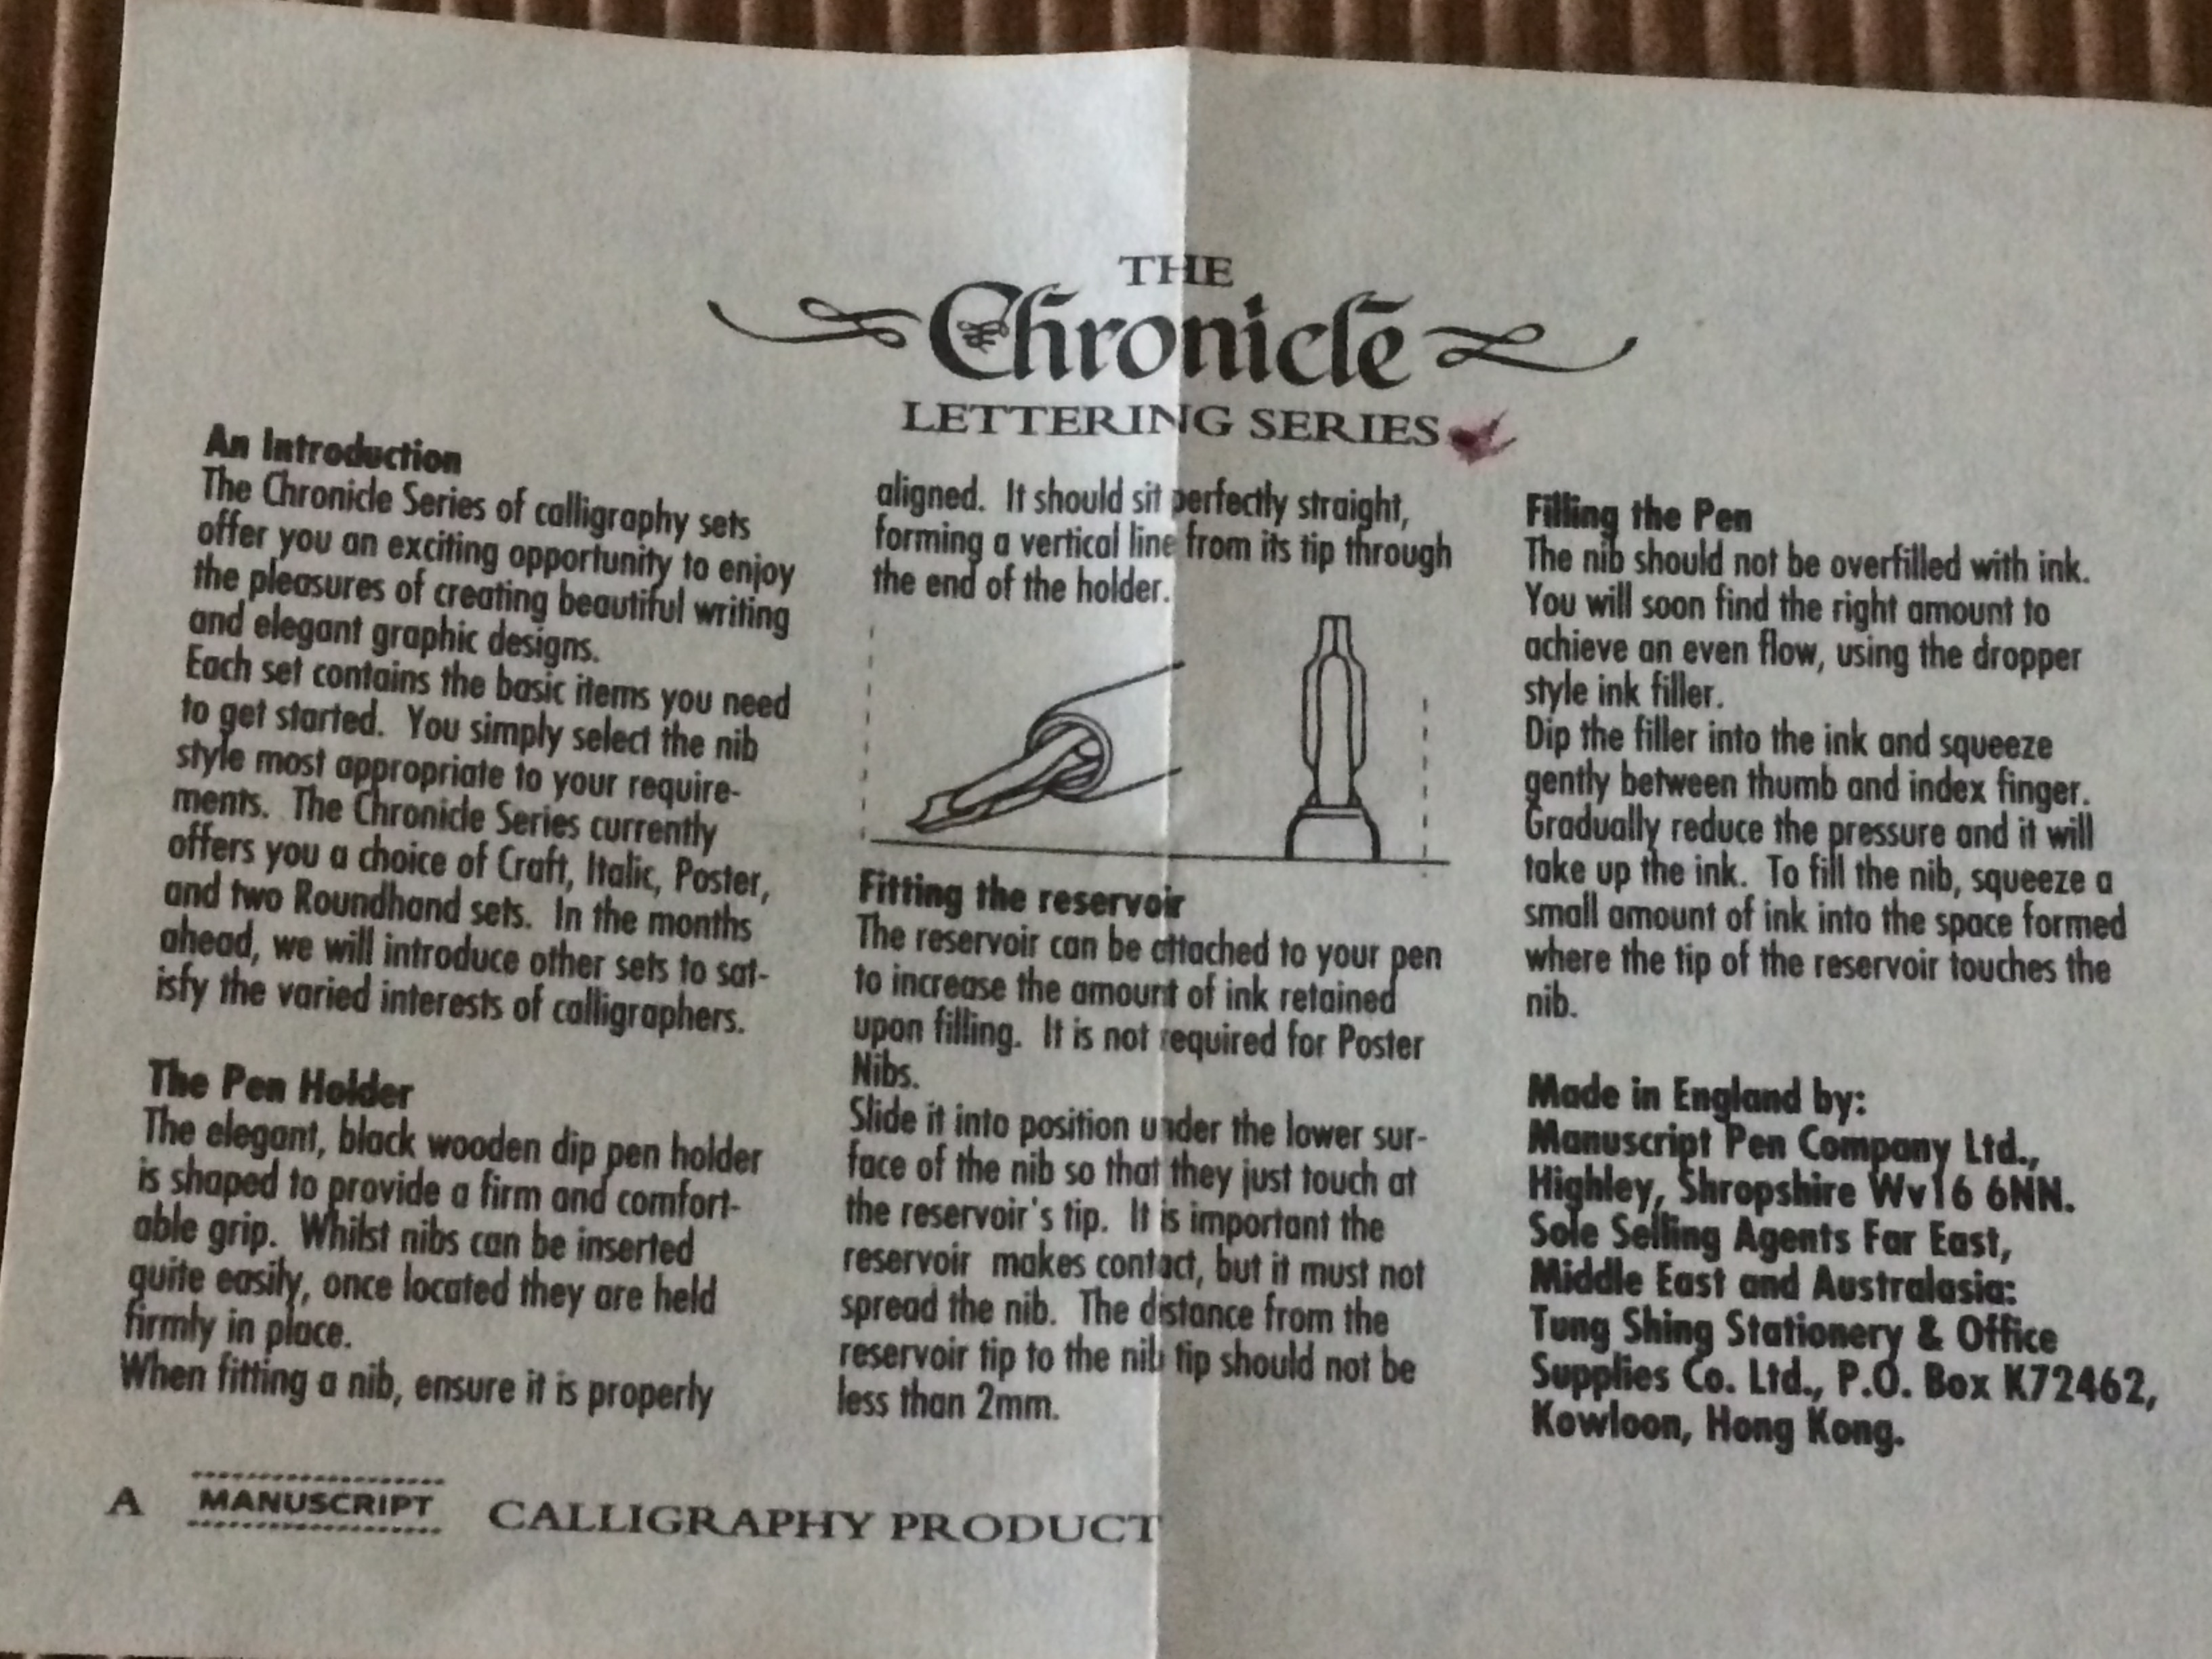 THE
Chronicle
LETTERING SERIES
An Introduction
The Chronicle Series of calligraphy sets
offer you an exciting opportunity to enjoy
the pleasures of creating beautiful writing
and elegant graphic designs.
Each set contains the basic items you need
to get started. You simply select the nib
style most appropriate to your require-
ments. The Chronicle Series currently
offers you a choice of Craft, Italic, Poster,
and two Roundhand sets. In the months
ahead, we will introduce other sets to sat-
isfy the varied interests of calligraphers.
The Pen Holder
The elegant, black wooden dip pen holder
is shaped to provide a firm and comfort-
able grip. Whilst nibs can be inserted
quite easily, once located they are held
firmly in place.
When fitting a nib, ensure it is properly
aligned. It should sit perfectly straight,
forming a vertical line from its tip through
the end of the holder.
Fitting the reservoir
The reservoir can be attached to your pen
to increase the amount of ink retained
upon filling. It is not required for Poster
Nibs.
Slide it into position under the lower sur-
face of the nib so that they just touch at
the reservoir's tip. It is important the
reservoir makes contact, but it must not
spread the nib. The distance from the
reservoir tip to the nib tip should not be
less than 2mm.
Filling the Pen
The nib should not be overfilled with ink.
You will soon find the right amount to
achieve an even flow, using the dropper
style ink filler.
Dip the filler into the ink and squeeze
gently between thumb and index finger.
Gradually reduce the pressure and it will
take up the ink. To fill the nib, squeeze a
small amount of ink into the space formed
where the tip of the reservoir touches the
nib.
Made in England by:
Manuscript Pen Company Ltd.,
Highley, Shropshire Wv16 6NN.
Sole Selling Agents Far East,
Middle East and Australasia:
Tung Shing Stationery & Office
Supplies Co. Ltd., P.O. Box K72462,
Kowloon, Hong Kong.
A MANUSCRIPT CALLIGRAPHY PRODUCT